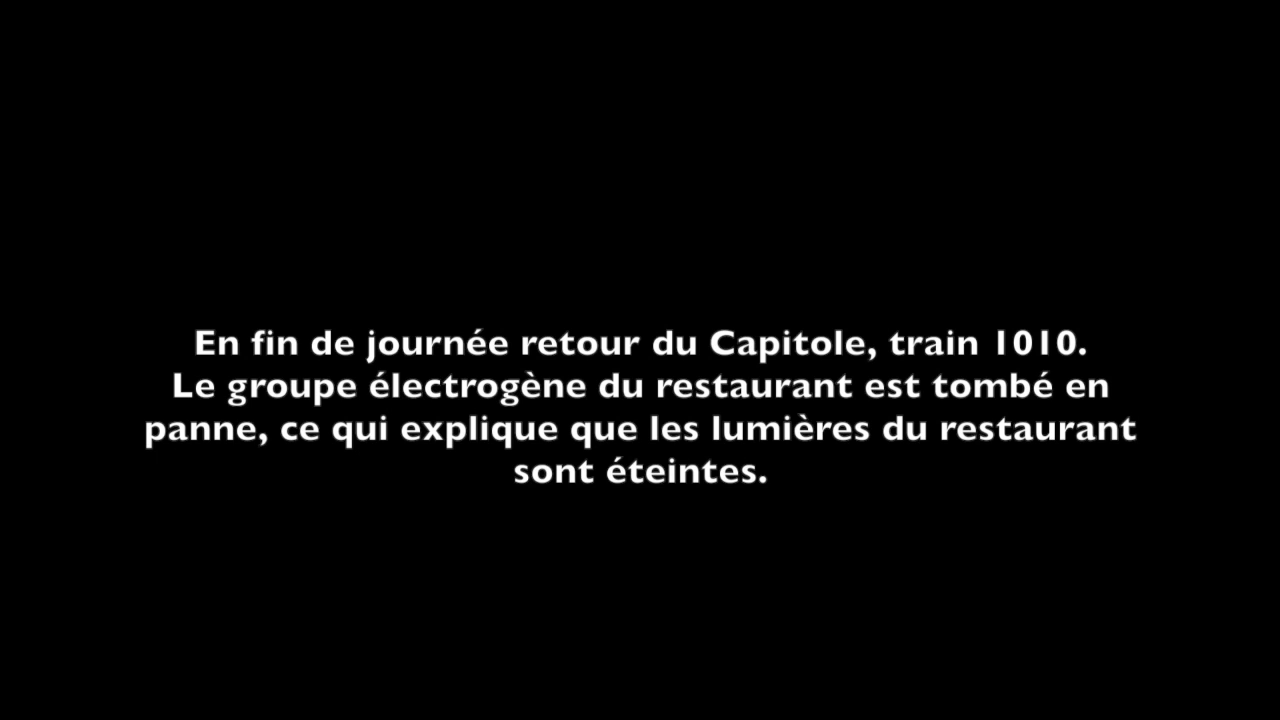 En fin de journée retour du Capitole, train 1010.
Le groupe électrogène du restaurant est tombé en
panne, ce qui explique que les lumières du restaurant
sont éteintes.